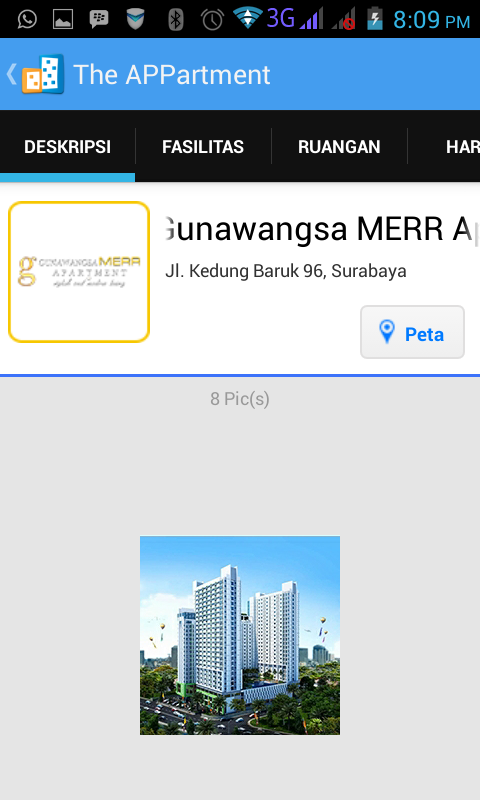 3G 8:09 PM
The APPartment
DESKRIPSI FASILITAS RUANGAN HAR
Gunawangsa MERR Ap
GUNAWANGSA MERR
APARTMENT
Jl. Kedung Baruk 96, Surabaya
Peta
8 Pic(s)